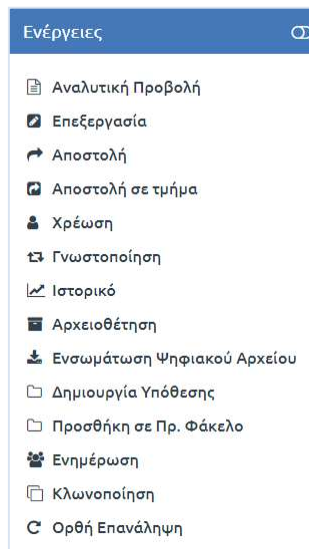 Ενέργειες
Αναλυτική Προβολή
Επεξεργασία
Αποστολή
Αποστολή σε τμήμα
Χρέωση
Γνωστοποίηση
Ιστορικό
Αρχειοθέτηση
Ενσωμάτωση Ψηφιακού Αρχείου
Δημιουργία Υπόθεσης
Προσθήκη σε Πρ. Φάκελο
Ενημέρωση
Κλωνοποίηση
Ορθή Επανάληψη